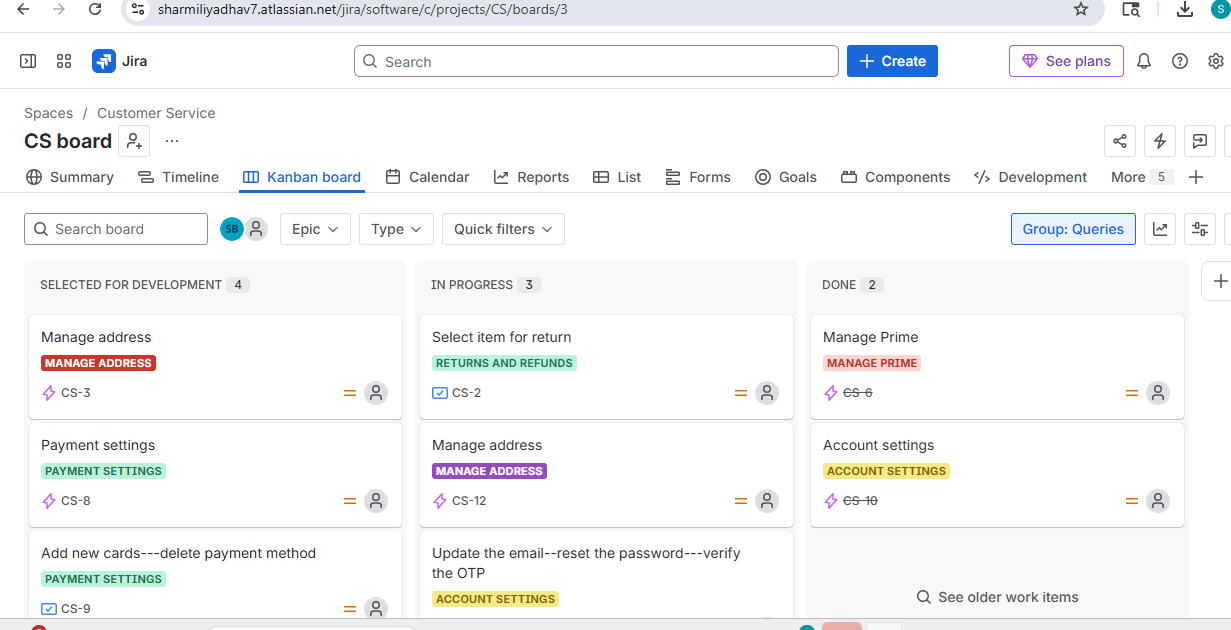 sharmiliyadhav7.atlassian.net/jira/software/c/projects/CS/boards/3
S
Jira
Search
Create
See plans
Spaces / Customer Service
CS board
Summary
Timeline
Kanban board
Calendar
Reports
List
Forms
Goals
Components
Development
More 5
Search board
SB
Epic
Type
Quick filters
Group: Queries
SELECTED FOR DEVELOPMENT 4
Manage address
MANAGE ADDRESS
CS-3
Payment settings
PAYMENT SETTINGS
CS-8
Add new cards---delete payment method
PAYMENT SETTINGS
CS-9
IN PROGRESS 3
Select item for return
RETURNS AND REFUNDS
CS-2
Manage address
MANAGE ADDRESS
CS-12
Update the email--reset the password---verify
the OTP
ACCOUNT SETTINGS
DONE 2
Manage Prime
MANAGE PRIME
CS-6
Account settings
ACCOUNT SETTINGS
CS-10
See older work items